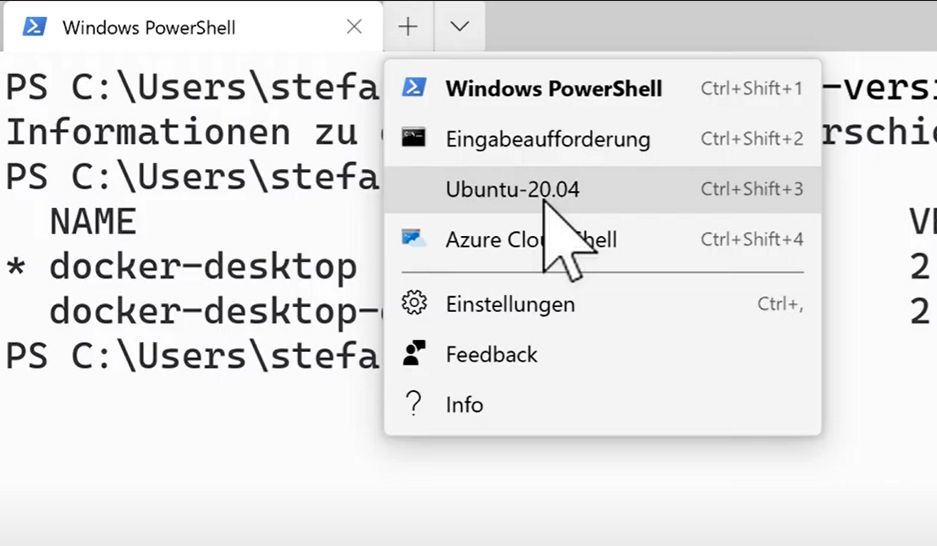 Windows PowerShell
PS C:\Users\stefa
Informationen zu
PS C:\Users\stefa
NAME
* docker-desktop 2
docker-desktop- 2
PS C:\Users\stefa
Windows PowerShell Ctrl+Shift+1
Eingabeaufforderung Ctrl+Shift+2
Ubuntu-20.04 Ctrl+Shift+3
Azure Cloud Shell Ctrl+Shift+4
Einstellungen Ctrl+,
Feedback
Info